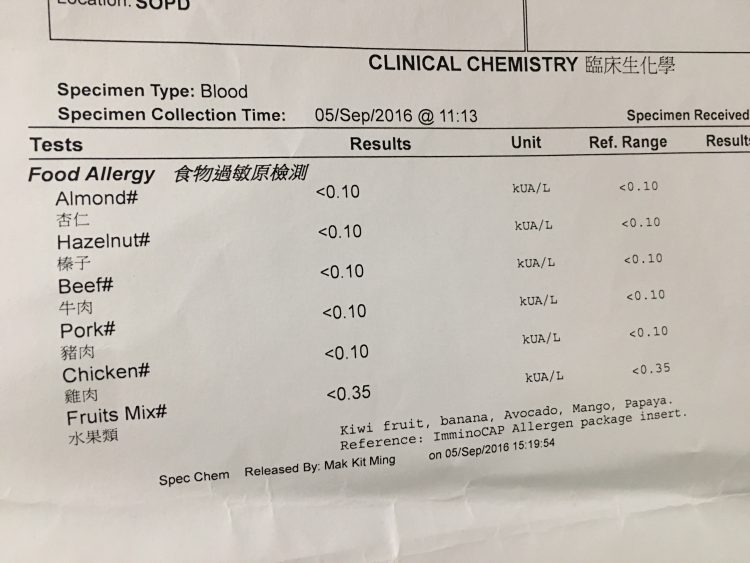 Location: SOPD
CLINICAL CHEMISTRY 臨床生化學
Specimen Type: Blood
Specimen Collection Time: 05/Sep/2016 @ 11:13 Specimen Received
Tests Results Unit Ref. Range Results
Food Allergy 食物過敏原檢測
Almond# <0.10 kUA/L <0.10
杏仁
Hazelnut# <0.10 kUA/L <0.10
榛子
Beef# <0.10 kUA/L <0.10
牛肉
Pork# <0.10 kUA/L <0.10
豬肉
Chicken# <0.10 kUA/L <0.10
雞肉
Fruits Mix# <0.35 kUA/L <0.35
水果類
Kiwi fruit, banana, Avocado, Mango, Papaya.
Reference: ImminoCAP Allergen package insert.
Spec Chem Released By: Mak Kit Ming on 05/Sep/2016 15:19:54